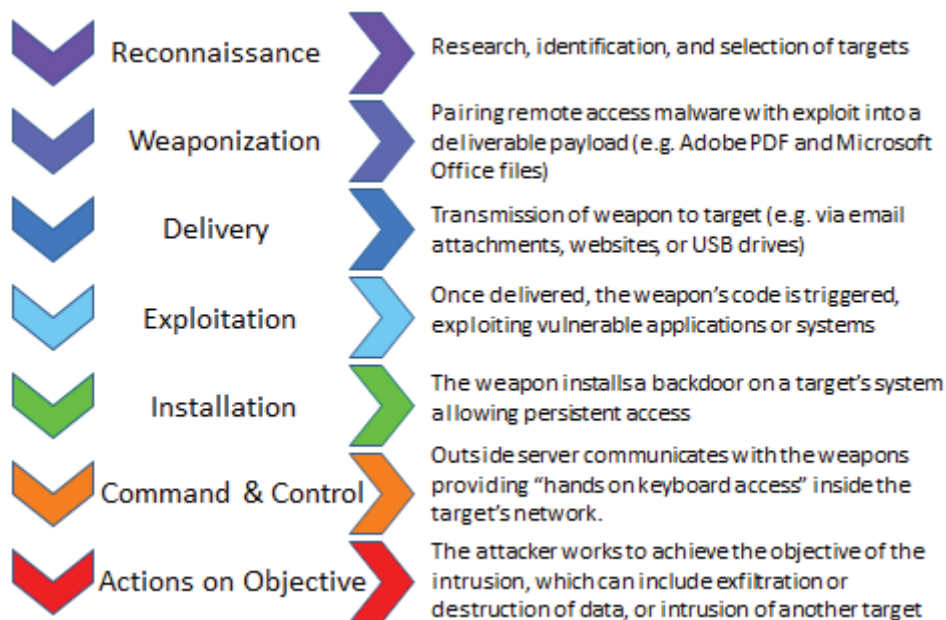 Reconnaissance
Research, identification, and selection of targets
Weaponization
Pairing remote access malware with exploit into a
deliverable payload (e.g. Adobe PDF and Microsoft
Office files)
Delivery
Transmission of weapon to target (e.g. via email
attachments, websites, or USB drives)
Exploitation
Once delivered, the weapon's code is triggered,
exploiting vulnerable applications or systems
Installation
The weapon installs a backdoor on a target's system
allowing persistent access
Command & Control
Outside server communicates with the weapons
providing “hands on keyboard access” inside the
target's network.
Actions on Objective
The attacker works to achieve the objective of the
intrusion, which can include exfiltration or
destruction of data, or intrusion of another target